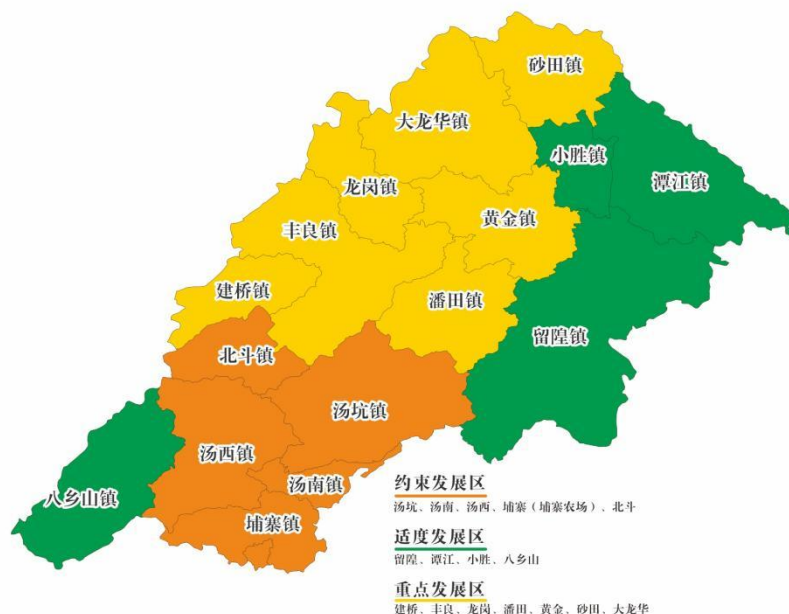 砂田镇
大龙华镇
小胜镇
潭江镇
龙岗镇
黄金镇
丰良镇
建桥镇
潘田镇
留隍镇
北斗镇
汤坑镇
汤西镇
八乡山镇
汤南镇
埔寨镇
约束发展区
汤坑、汤南、汤西、埔寨（埔寨农场）、北斗
适度发展区
留隍、谭江、小胜、八乡山
重点发展区
建桥、丰良、龙岗、潘田、黄金、砂田、大龙华